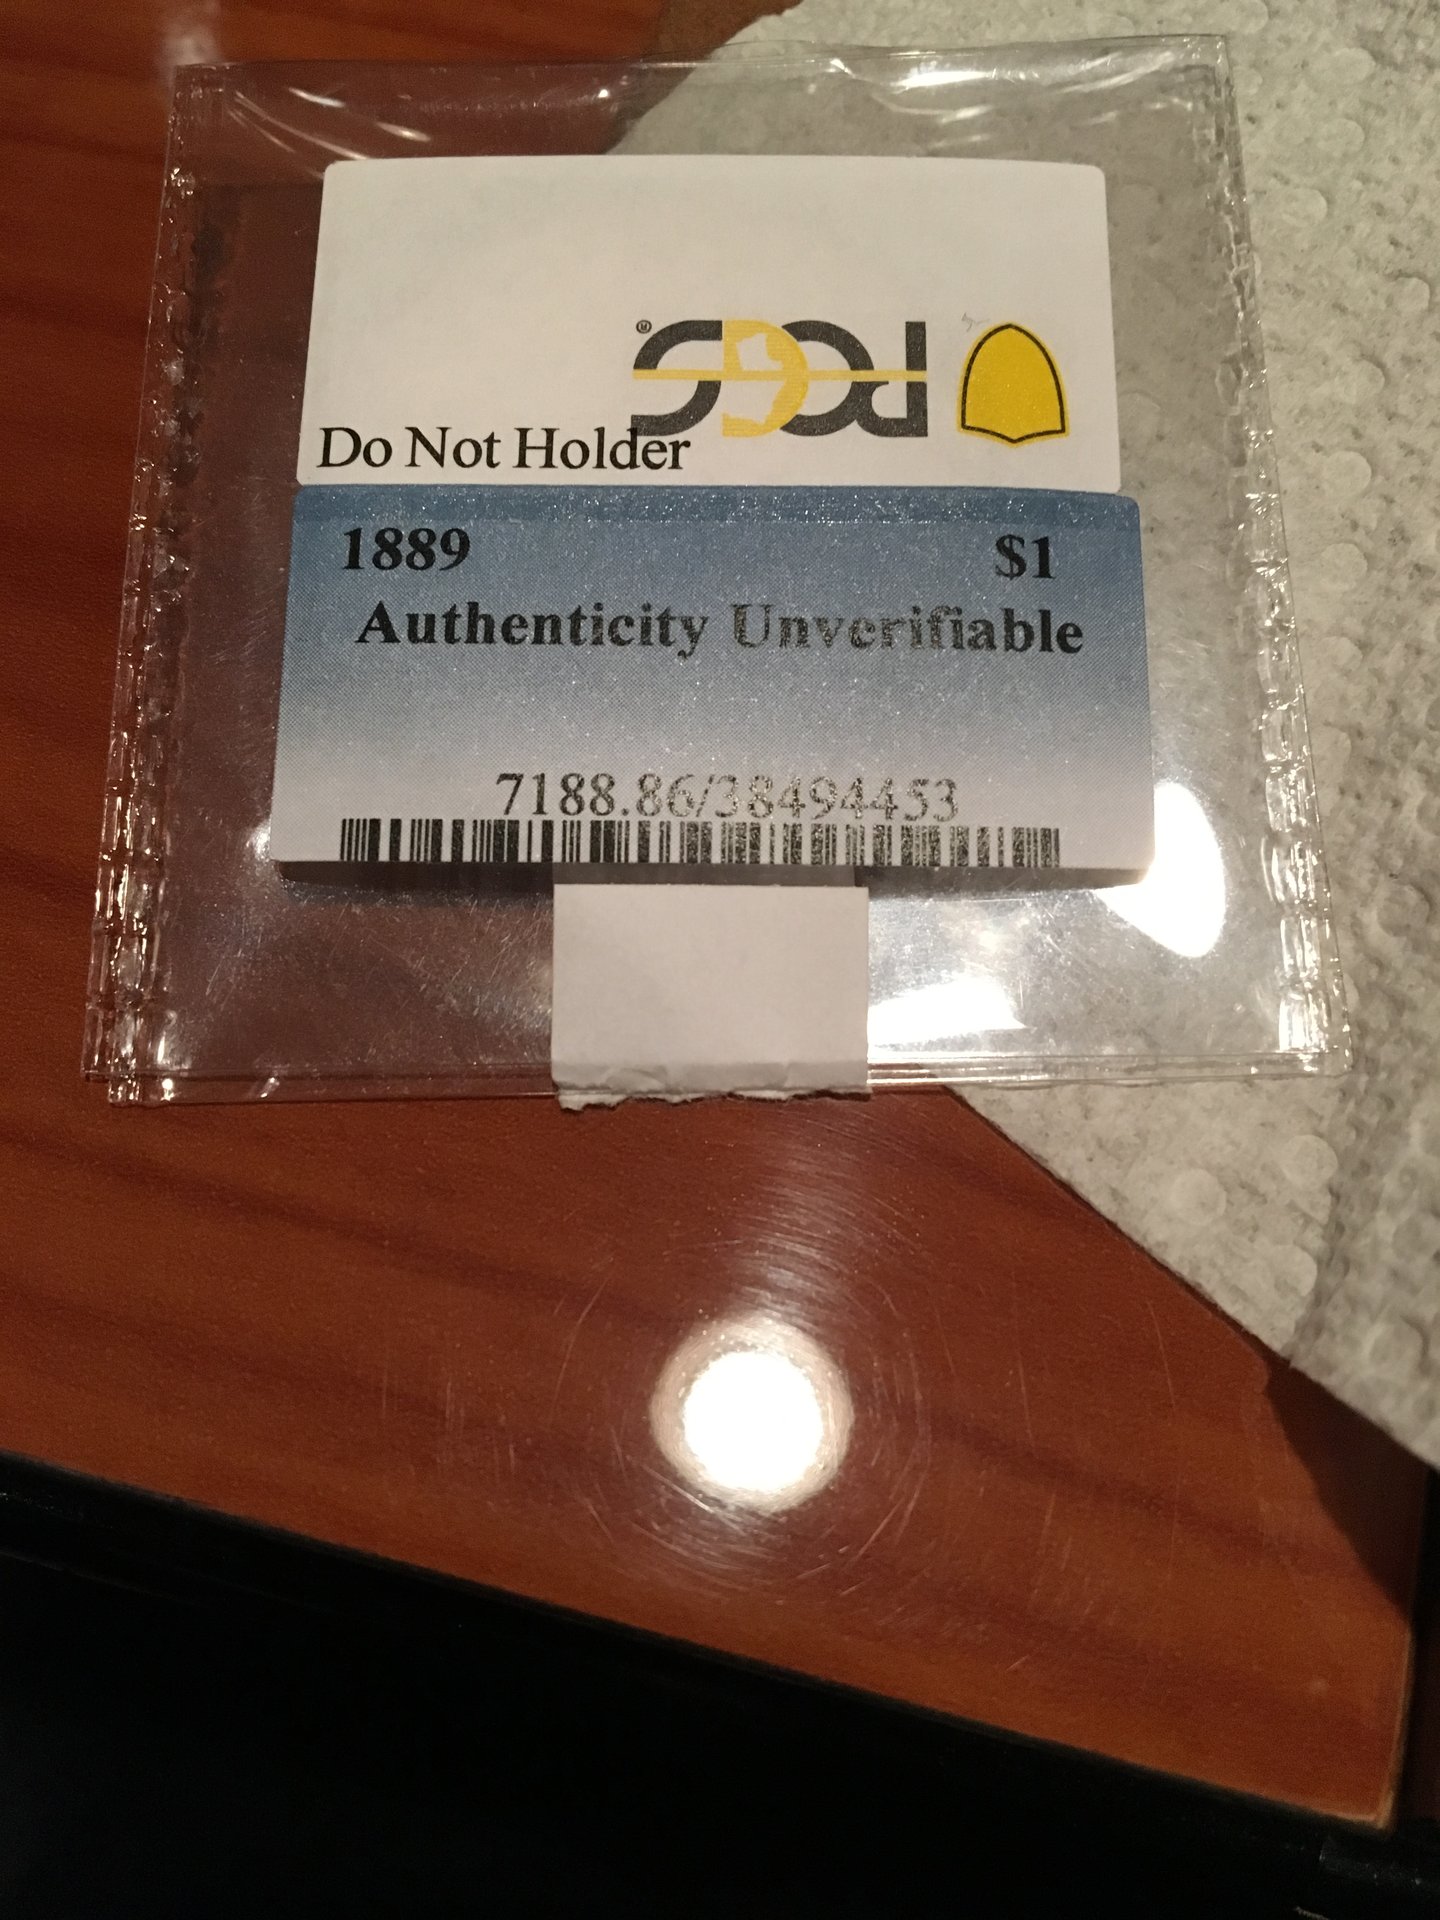 PCGS®
Do Not Holder
1889 $1
Authenticity Unverifiable
7188.86/38494453